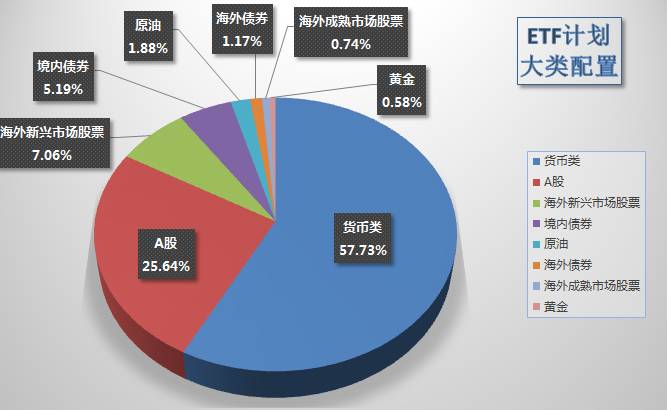 ETF计划
大类配置
原油
1.88%
海外债券
1.17%
海外成熟市场股票
0.74%
黄金
0.58%
境内债券
5.19%
海外新兴市场股票
7.06%
A股
25.64%
货币类
57.73%
货币类
A股
海外新兴市场股票
境内债券
原油
海外债券
海外成熟市场股票
黄金